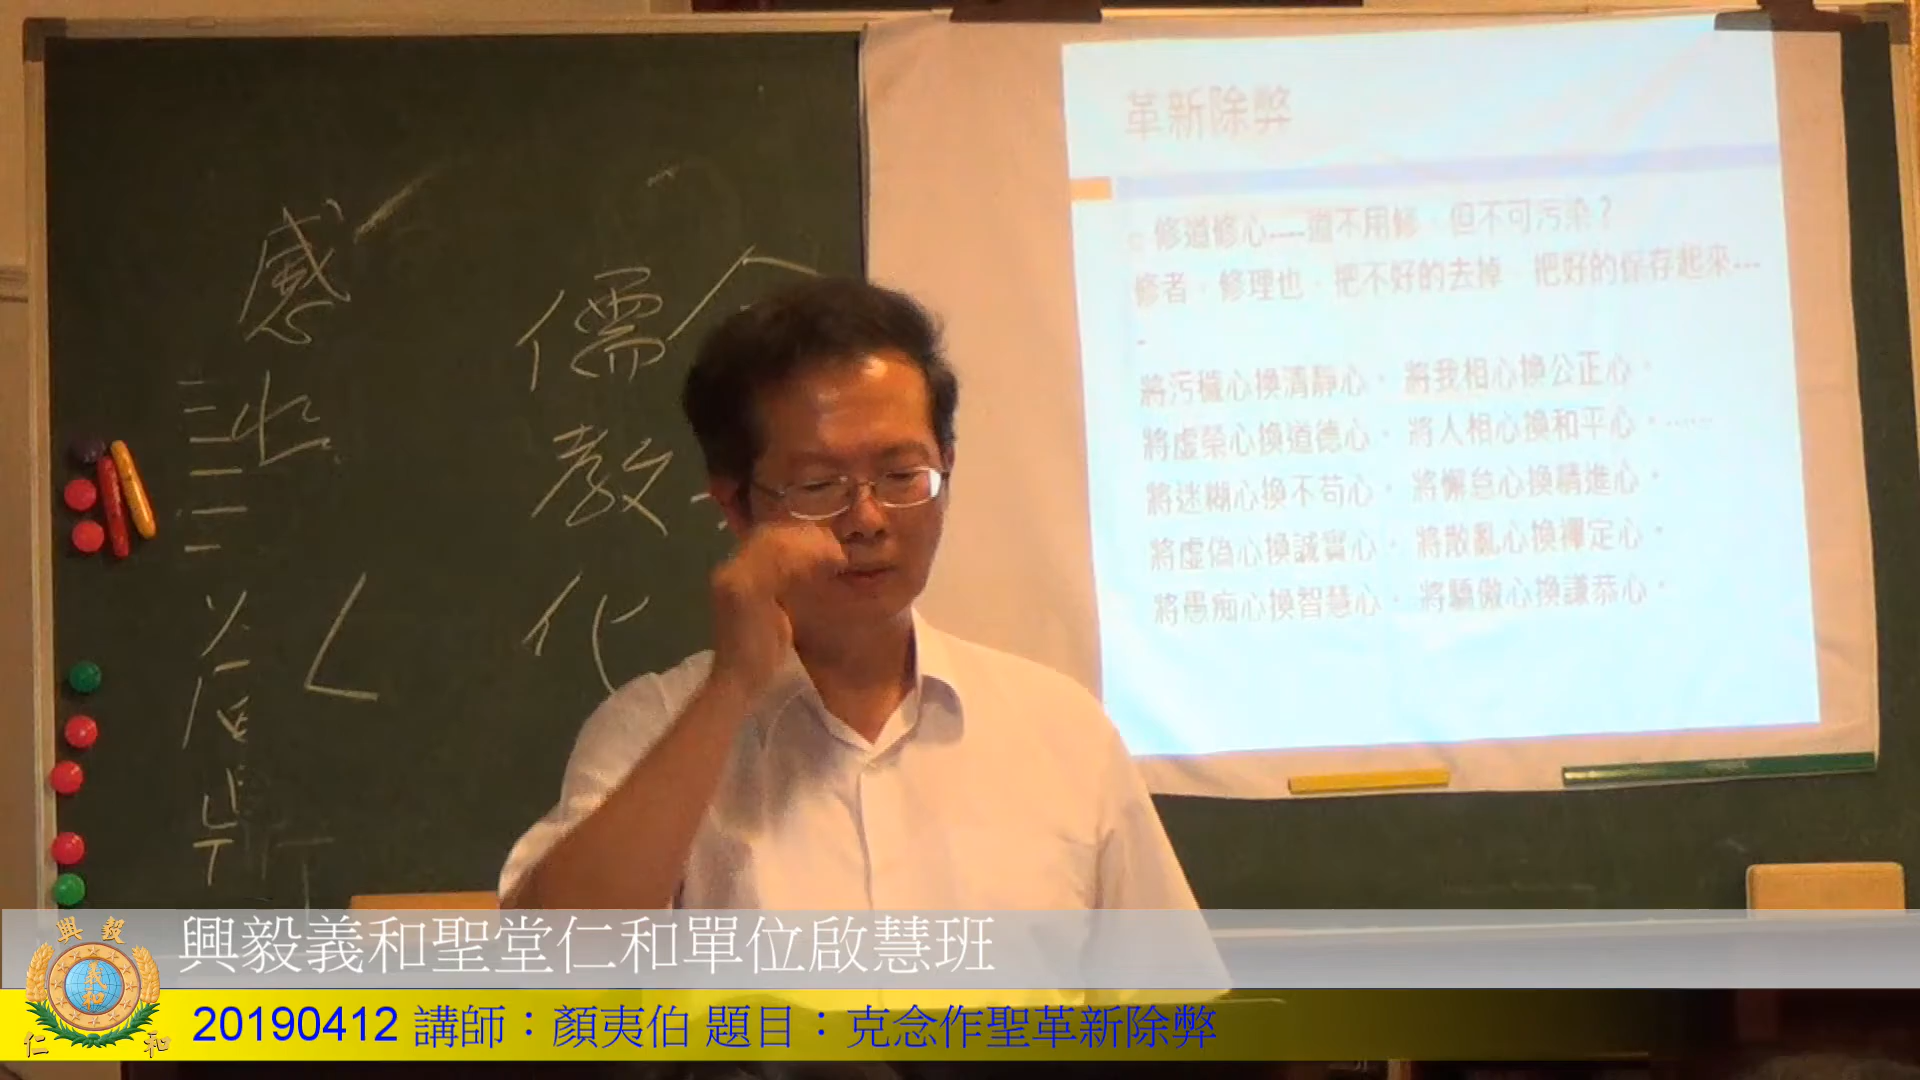 感
儒
教
化
革新除弊
修道修心----道不用修，但不可污染？
修者，修理也，把不好的去掉，把好的保存起來---
-
將污穢心換清靜心， 將我相心換公正心，
將虛榮心換道德心， 將人相心換和平心，......
將迷糊心換不苟心， 將懈怠心換精進心，
將虛偽心換誠實心， 將散亂心換禪定心，
將愚痴心換智慧心， 將驕傲心換謙恭心，
興毅
義和
仁和
興毅義和聖堂仁和單位啟慧班
20190412 講師：顏夷伯 題目：克念作聖革新除弊